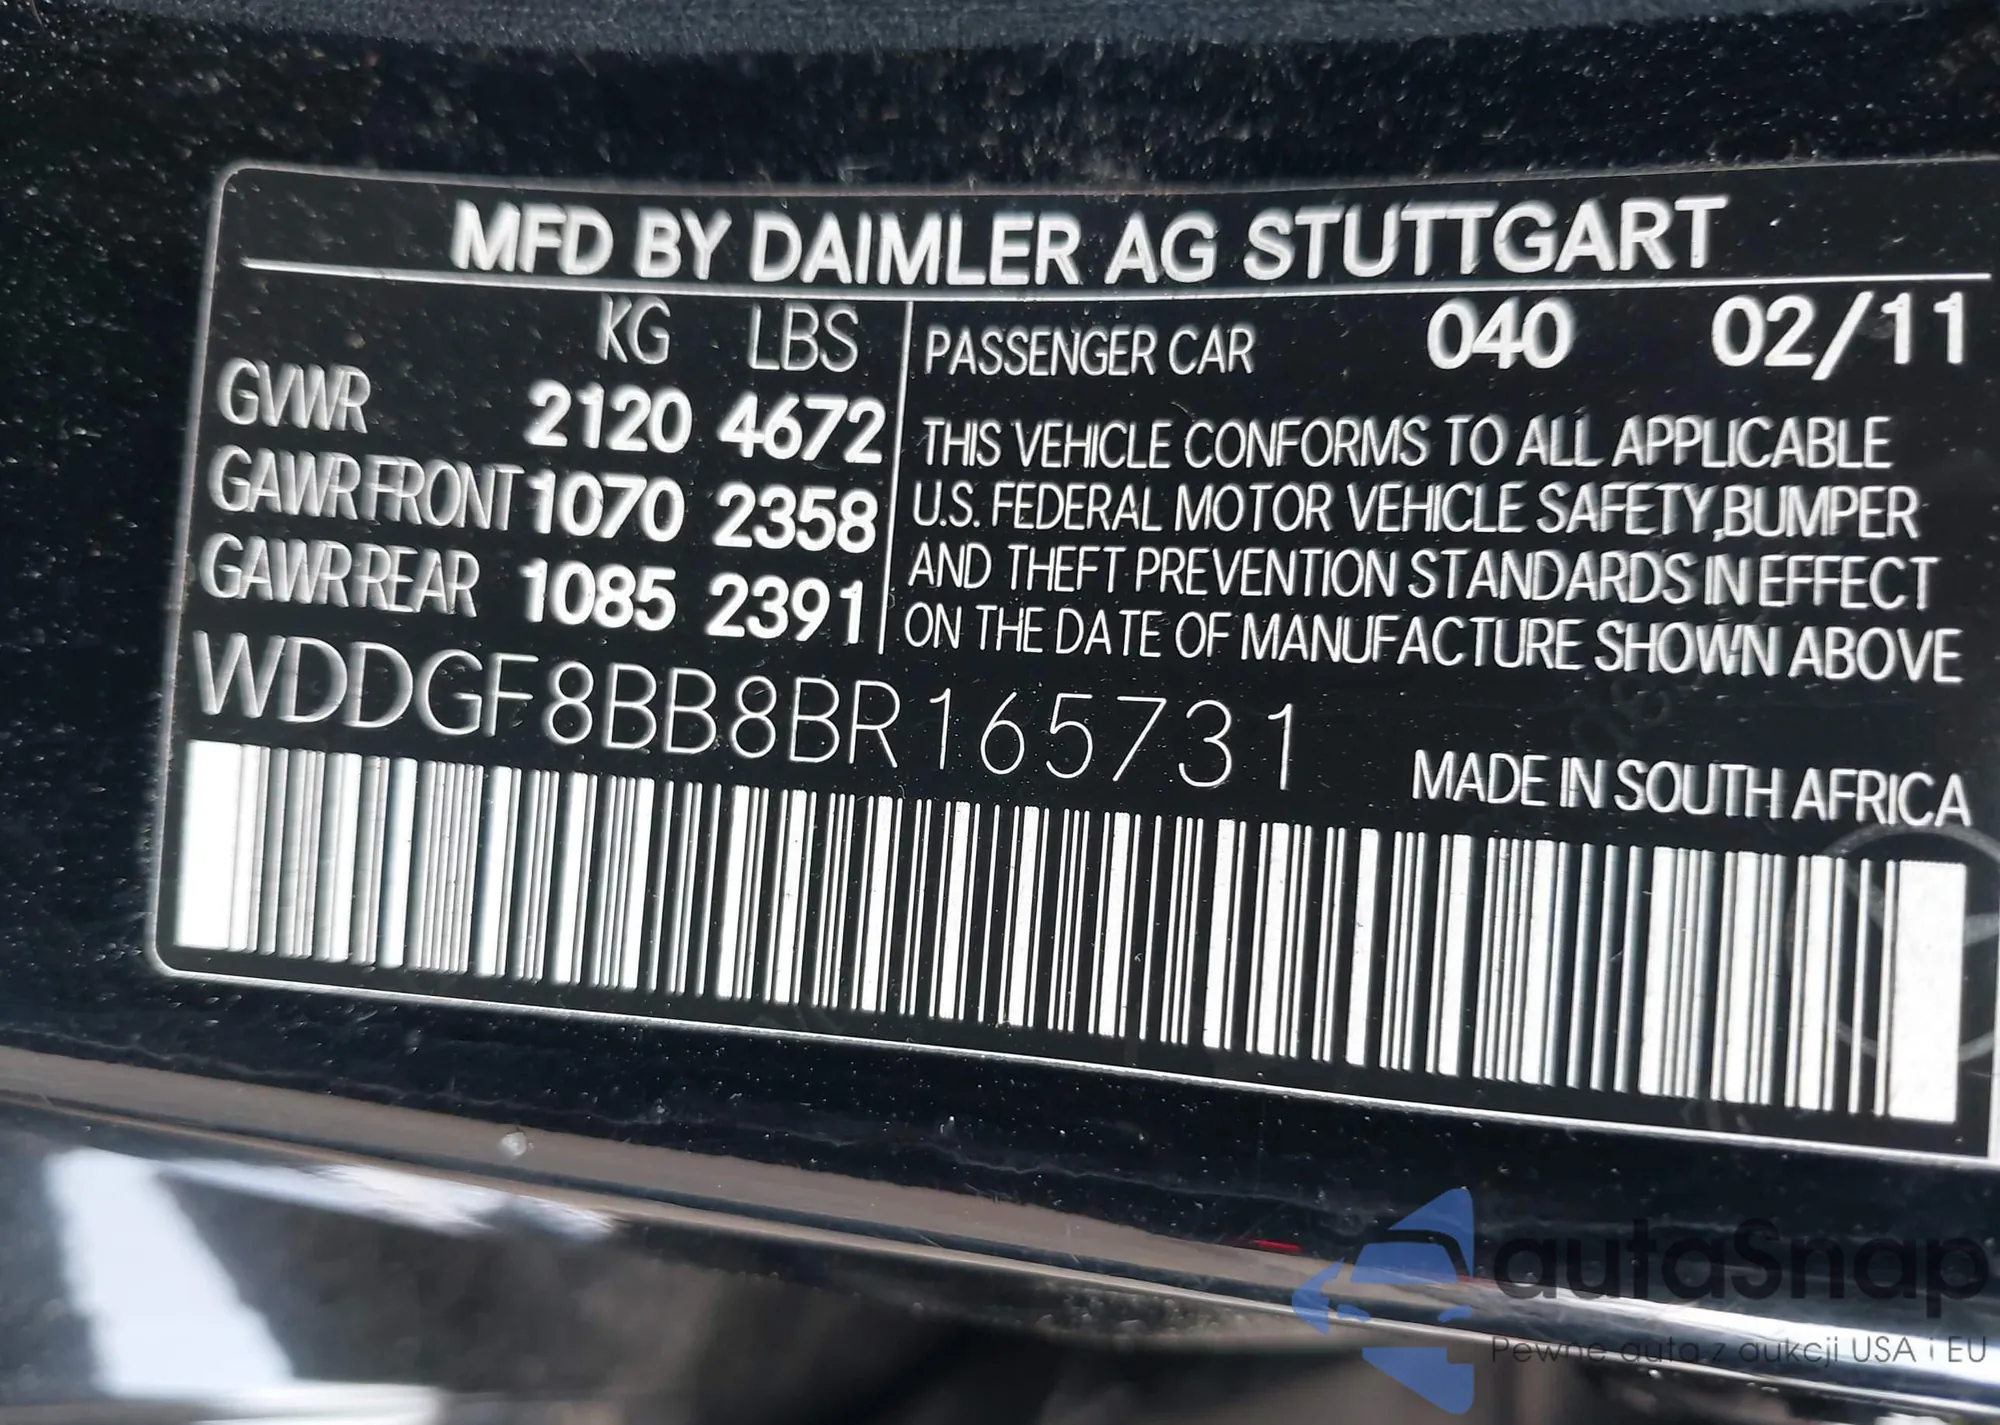 MFD BY DAIMLER AG STUTTGART
KG LBS
GVWR 2120 4672
GAWR FRONT 1070 2358
GAWR REAR 1085 2391
PASSENGER CAR 040 02/11
THIS VEHICLE CONFORMS TO ALL APPLICABLE
U.S. FEDERAL MOTOR VEHICLE SAFETY,BUMPER
AND THEFT PREVENTION STANDARDS IN EFFECT
ON THE DATE OF MANUFACTURE SHOWN ABOVE
WDDGF8BB8BR165731
MADE IN SOUTH AFRICA
autaSnap
Pewne auta z aukcji USA i EU